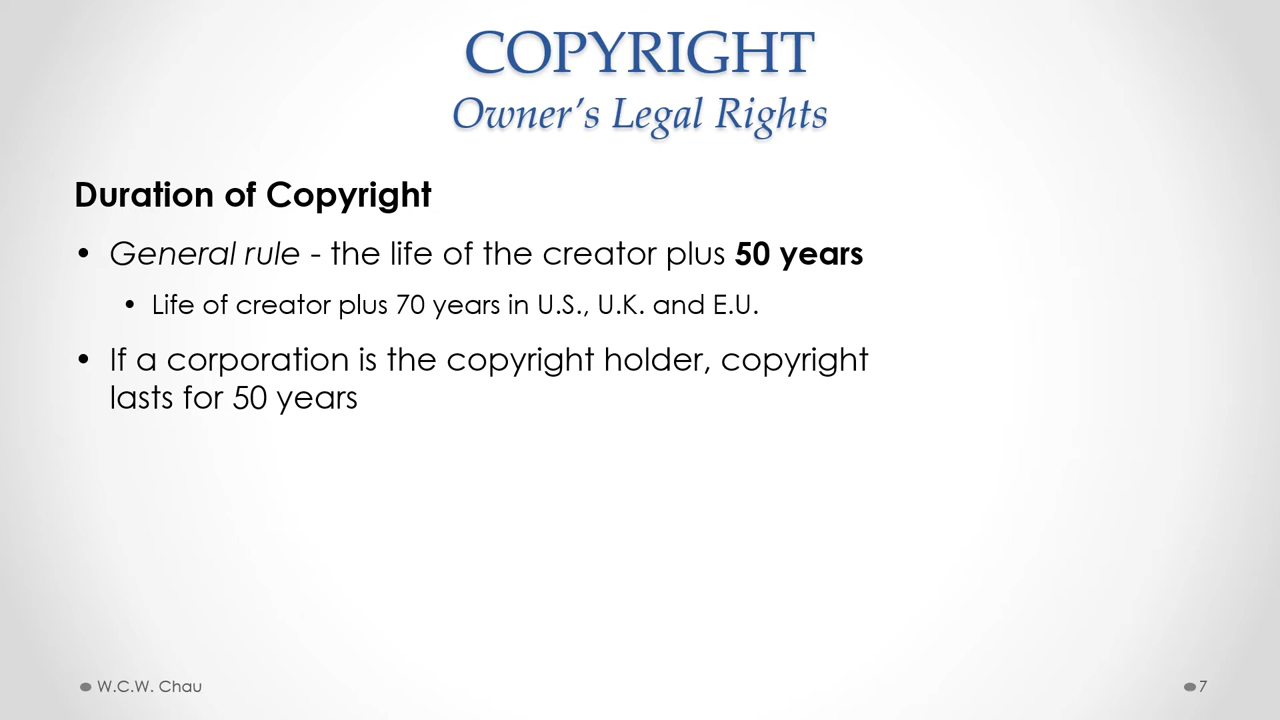 COPYRIGHT
Owner’s Legal Rights
Duration of Copyright
• General rule - the life of the creator plus 50 years
• Life of creator plus 70 years in U.S., U.K. and E.U.
• If a corporation is the copyright holder, copyright
lasts for 50 years
W.C.W. Chau
7